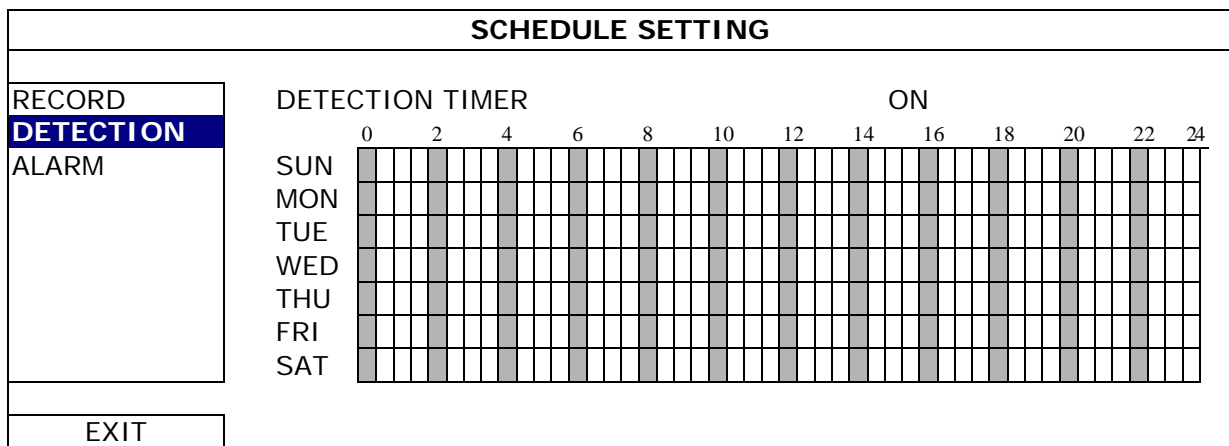 SCHEDULE SETTING
RECORD
DETECTION
ALARM
EXIT
DETECTION TIMER ON
0 2 4 6 8 10 12 14 16 18 20 22 24
SUN
MON
TUE
WED
THU
FRI
SAT